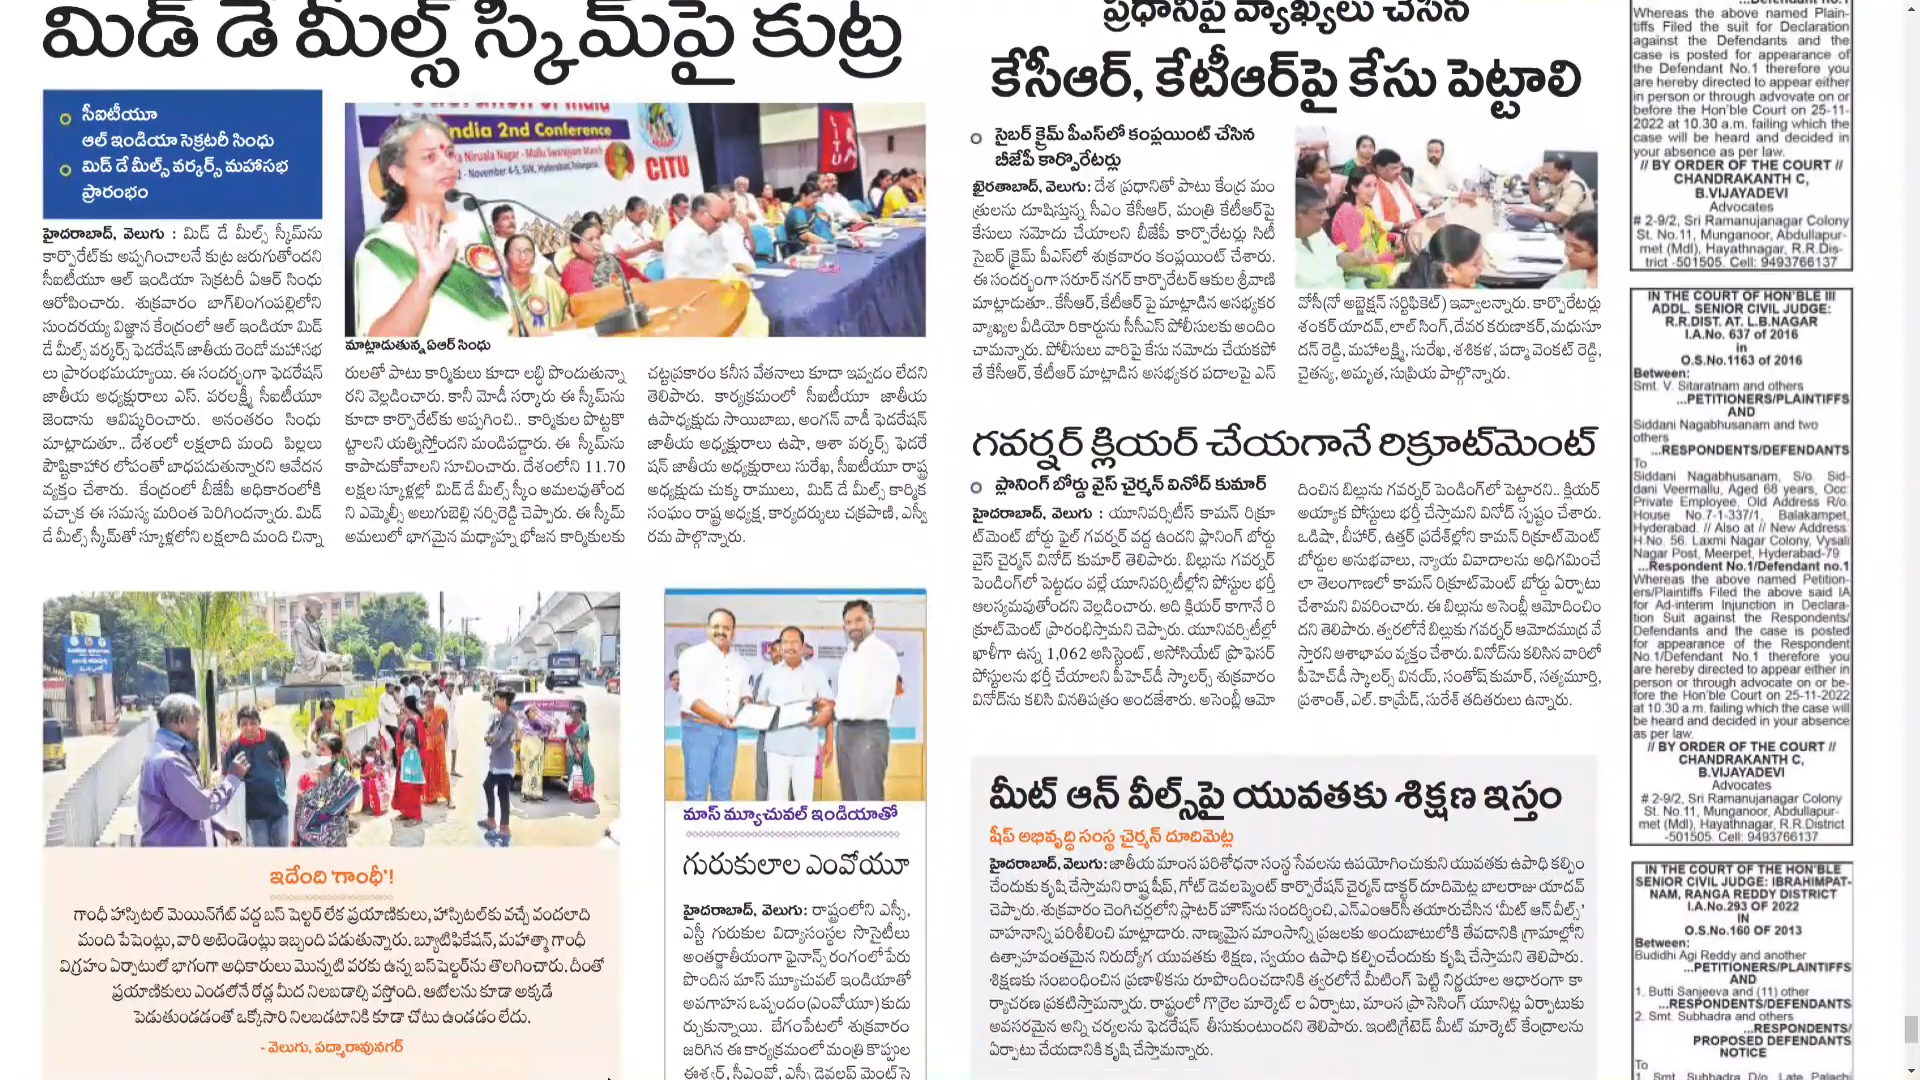 మిడ్ డే మీల్స్ స్కీమ్‌పై కుట్ర
సీఐటీయూ
ఆల్ ఇండియా సెక్రటరీ సింధు
మిడ్ డే మీల్స్ వర్కర్స్ మహాసభ
ప్రారంభం
India 2nd Conference
CITU
మాట్లాడుతున్న ఏఆర్ సింధు
హైదరాబాద్, వెలుగు : మిడ్ డే మీల్స్ స్కీమ్‌ను
కార్పొరేట్‌కు అప్పగించాలనే కుట్ర జరుగుతోందని
సీఐటీయూ ఆల్ ఇండియా సెక్రటరీ ఏఆర్ సింధు
ఆరోపించారు. శుక్రవారం బాగ్‌లింగంపల్లిలోని
సుందరయ్య విజ్ఞాన కేంద్రంలో ఆల్ ఇండియా మిడ్
డే మీల్స్ వర్కర్స్ ఫెడరేషన్ జాతీయ రెండో మహాసభ
లు ప్రారంభమయ్యాయి. ఈ సందర్భంగా ఫెడరేషన్
జాతీయ అధ్యక్షురాలు ఎస్. వరలక్ష్మీ సీఐటీయూ
జెండాను ఆవిష్కరించారు. అనంతరం సింధు
మాట్లాడుతూ.. దేశంలో లక్షలాది మంది పిల్లలు
పౌష్టికాహార లోపంతో బాధపడుతున్నారని ఆవేదన
వ్యక్తం చేశారు. కేంద్రంలో బీజేపీ అధికారంలోకి
వచ్చాక ఈ సమస్య మరింత పెరిగిందన్నారు. మిడ్
డే మీల్స్ స్కీమ్‌తో స్కూళ్లలోని లక్షలాది మంది చిన్నా
రులతో పాటు కార్మికులు కూడా లబ్ధి పొందుతున్నా
రని వెల్లడించారు. కానీ మోడీ సర్కారు ఈ స్కీమ్‌ను
కూడా కార్పొరేట్‌కు అప్పగించి.. కార్మికుల పొట్టకొ
ట్టాలని యత్నిస్తోందని మండిపడ్డారు. ఈ స్కీమ్‌ను
కాపాడుకోవాలని సూచించారు. దేశంలోని 11.70
లక్షల స్కూళ్లల్లో మిడ్ డే మీల్స్ స్కీం అమలవుతోంద
ని ఎమ్మెల్సీ అలుగుబెల్లి నర్సిరెడ్డి చెప్పారు. ఈ స్కీమ్
అమలులో భాగమైన మధ్యాహ్న భోజన కార్మికులకు
చట్టప్రకారం కనీస వేతనాలు కూడా ఇవ్వడం లేదని
తెలిపారు. కార్యక్రమంలో సీఐటీయూ జాతీయ
ఉపాధ్యక్షుడు సాయిబాబు, అంగన్ వాడీ ఫెడరేషన్
జాతీయ అధ్యక్షురాలు ఉషా, ఆశా వర్కర్స్ ఫెడరే
షన్ జాతీయ అధ్యక్షురాలు సురేఖ, సీఐటీయూ రాష్ట్ర
అధ్యక్షుడు చుక్క రాములు, మిడ్ డే మీల్స్ కార్మిక
సంఘం రాష్ట్ర అధ్యక్ష, కార్యదర్శులు చక్రపాణి, ఎస్వీ
రమ పాల్గొన్నారు.
ఇదేంది 'గాంధీ'!
గాంధీ హాస్పిటల్ మెయిన్‌గేట్ వద్ద బస్ షెల్టర్ లేక ప్రయాణికులు, హాస్పిటల్‌కు వచ్చే వందలాది
మంది పేషెంట్లు, వారి అటెండెంట్లు ఇబ్బంది పడుతున్నారు. బ్యూటిఫికేషన్, మహాత్మా గాంధీ
విగ్రహం ఏర్పాటులో భాగంగా అధికారులు మొన్నటి వరకు ఉన్న బస్‌షెల్టర్‌ను తొలగించారు. దీంతో
ప్రయాణికులు ఎండలోనే రోడ్ల మీద నిలబడాల్సి వస్తోంది. ఆటోలను కూడా అక్కడే
పెడుతుండడంతో ఒక్కోసారి నిలబడటానికి కూడా చోటు ఉండడం లేదు.
- వెలుగు, పద్మారావునగర్
మాస్ మ్యూచువల్ ఇండియాతో
గురుకులాల ఎంవోయూ
హైదరాబాద్, వెలుగు: రాష్ట్రంలోని ఎస్సీ,
ఎస్టీ గురుకుల విద్యాసంస్థల సొసైటీలు
అంతర్జాతీయంగా ఫైనాన్స్ రంగంలో పేరు
పొందిన మాస్ మ్యూచువల్ ఇండియాతో
అవగాహన ఒప్పందం(ఎంవోయూ) కుదు
ర్చుకున్నాయి. బేగంపేటలో శుక్రవారం
జరిగిన ఈ కార్యక్రమంలో మంత్రి కొప్పుల
ఈశ్వర్, సీఎంవో, ఎస్సీ డెవలప్ మెంట్ సె
ప్రధానిపై వ్యాఖ్యలు చేసిన
కేసీఆర్, కేటీఆర్‌పై కేసు పెట్టాలి
సైబర్ క్రైమ్ పీఎస్‌లో కంప్లయింట్ చేసిన
బీజేపీ కార్పొరేటర్లు
ఖైరతాబాద్, వెలుగు: దేశ ప్రధానితో పాటు కేంద్ర మం
త్రులను దూషిస్తున్న సీఎం కేసీఆర్, మంత్రి కేటీఆర్‌పై
కేసులు నమోదు చేయాలని బీజేపీ కార్పొరేటర్లు సిటీ
సైబర్ క్రైమ్ పీఎస్‌లో శుక్రవారం కంప్లయింట్ చేశారు.
ఈ సందర్భంగా సరూర్ నగర్ కార్పొరేటర్ ఆకుల శ్రీవాణి
మాట్లాడుతూ.. కేసీఆర్, కేటీఆర్ పై మాట్లాడిన అసభ్యకర
వ్యాఖ్యల వీడియో రికార్డును సీసీఎస్ పోలీసులకు అందిం
చామన్నారు. పోలీసులు వారిపై కేసు నమోదు చేయకపో
తే కేసీఆర్, కేటీఆర్ మాట్లాడిన అసభ్యకర పదాలపై ఎన్
వోసీ(నో అబ్జెక్షన్ సర్టిఫికెట్) ఇవ్వాలన్నారు. కార్పొరేటర్లు
శంకర్ యాదవ్, లాల్ సింగ్, దేవర కరుణాకర్, మధుసూ
దన్ రెడ్డి, మహాలక్ష్మి, సురేఖ, శశికళ, పద్మా వెంకట్ రెడ్డి,
చైతన్య, అమృత, సుప్రియ పాల్గొన్నారు.
గవర్నర్ క్లియర్ చేయగానే రిక్రూట్‌మెంట్
ప్లానింగ్ బోర్డు వైస్ చైర్మన్ వినోద్ కుమార్
హైదరాబాద్, వెలుగు : యూనివర్సిటీస్ కామన్ రిక్రూ
ట్‌మెంట్ బోర్డు ఫైల్ గవర్నర్ వద్ద ఉందని ప్లానింగ్ బోర్డు
వైస్ చైర్మన్ వినోద్ కుమార్ తెలిపారు. బిల్లును గవర్నర్
పెండింగ్‌లో పెట్టడం వల్లే యూనివర్సిటీల్లోని పోస్టుల భర్తీ
ఆలస్యమవుతోందని వెల్లడించారు. అది క్లియర్ కాగానే రి
క్రూట్‌మెంట్ ప్రారంభిస్తామని చెప్పారు. యూనివర్సిటీల్లో
ఖాళీగా ఉన్న 1,062 అసిస్టెంట్, అసోసియేట్ ప్రొఫెసర్
పోస్టులను భర్తీ చేయాలని పీహెచ్‌డీ స్కాలర్స్ శుక్రవారం
వినోద్‌ను కలిసి వినతిపత్రం అందజేశారు. అసెంబ్లీ ఆమో
దించిన బిల్లును గవర్నర్ పెండింగ్‌లో పెట్టారని.. క్లియర్
అయ్యాక పోస్టులు భర్తీ చేస్తామని వినోద్ స్పష్టం చేశారు.
ఒడిషా, బీహార్, ఉత్తర్ ప్రదేశ్‌ల్లోని కామన్ రిక్రూట్‌మెంట్
బోర్డుల అనుభవాలు, న్యాయ వివాదాలను అధిగమించే
లా తెలంగాణలో కామన్ రిక్రూట్‌మెంట్ బోర్డు ఏర్పాటు
చేశామని వివరించారు. ఈ బిల్లును అసెంబ్లీ ఆమోదించిం
దని తెలిపారు. త్వరలోనే బిల్లుకు గవర్నర్ ఆమోదముద్ర వే
స్తారని ఆశాభావం వ్యక్తం చేశారు. వినోద్‌ను కలిసిన వారిలో
పీహెచ్‌డీ స్కాలర్స్ వినయ్, సంతోష్ కుమార్, సత్యమూర్తి,
ప్రశాంత్, ఎల్. కామ్రేడ్, సురేశ్ తదితరులు ఉన్నారు.
మీట్ ఆన్ వీల్స్‌పై యువతకు శిక్షణ ఇస్తం
షీప్ అభివృద్ధి సంస్థ చైర్మన్ దూదిమెట్ల
హైదరాబాద్, వెలుగు: జాతీయ మాంస పరిశోధనా సంస్థ సేవలను ఉపయోగించుకుని యువతకు ఉపాధి కల్పిం
చేందుకు కృషి చేస్తామని రాష్ట్ర షీప్, గోట్ డెవలప్మెంట్ కార్పొరేషన్ చైర్మన్ డాక్టర్ దూదిమెట్ల బాలరాజు యాదవ్
చెప్పారు. శుక్రవారం చెంగిచర్లలోని స్లాటర్ హౌస్‌ను సందర్శించి, ఎన్ఎంఆర్‌సీ తయారుచేసిన 'మీట్ ఆన్ వీల్స్'
వాహనాన్ని పరిశీలించి మాట్లాడారు. నాణ్యమైన మాంసాన్ని ప్రజలకు అందుబాటులోకి తేవడానికి గ్రామాల్లోని
ఉత్సాహవంతమైన నిరుద్యోగ యువతకు శిక్షణ, స్వయం ఉపాధి కల్పించేందుకు కృషి చేస్తామని తెలిపారు.
శిక్షణకు సంబంధించిన ప్రణాళికను రూపొందించడానికి త్వరలోనే మీటింగ్ పెట్టి నిర్ణయాల ఆధారంగా కా
ర్యాచరణ ప్రకటిస్తామన్నారు. రాష్ట్రంలో గొర్రెల మార్కెట్ ల ఏర్పాటు, మాంస ప్రాసెసింగ్ యూనిట్ల ఏర్పాటుకు
అవసరమైన అన్ని చర్యలను ఫెడరేషన్ తీసుకుంటుందని తెలిపారు. ఇంటిగ్రేటెడ్ మీట్ మార్కెట్ కేంద్రాలను
ఏర్పాటు చేయడానికి కృషి చేస్తామన్నారు.
...Defendant no.1
Whereas the above named Plain-
tiffs Filed the suit for Declaration
against the Defendants and the
case is posted for appearance of
the Defendant No.1 therefore you
are hereby directed to appear either
in person or through advovate on or
before the Hon'ble Court on 25-11-
2022 at 10.30 a.m. failing which the
case will be heard and decided in
your absence as per law.
// BY ORDER OF THE COURT //
CHANDRAKANTH C,
B.VIJAYADEVI
Advocates
# 2-9/2, Sri Ramanujanagar Colony
St. No.11, Munganoor, Abdullapur-
met (Mdl), Hayathnagar, R.R.Dis-
trict -501505. Cell: 9493766137
IN THE COURT OF HON'BLE III
ADDL. SENIOR CIVIL JUDGE:
R.R.DIST. AT. L.B.NAGAR
I.A.No. 637 of 2016
in
O.S.No.1163 of 2016
Between:
Smt. V. Sitaratnam and others
...PETITIONERS/PLAINTIFFS
AND
Siddani Nagabhusanam and two
others
...RESPONDENTS/DEFENDANTS
To
Siddani Nagabhusanam, S/o. Sid-
dani Veermallu, Aged 68 years, Occ:
Private Employee, Old Address R/o.
House No.7-1-337/1, Balakampet,
Hyderabad. // Also at // New Address:
H.No. 56. Laxmi Nagar Colony, Vysali
Nagar Post, Meerpet, Hyderabad-79
...Respondent No.1/Defendant no.1
Whereas the above named Petition-
ers/Plaintiffs Filed the above said IA
for Ad-interim Injunction in Declara-
tion Suit against the Respondents/
Defendants and the case is posted
for appearance of the Respondent
No.1/Defendant No.1 therefore you
are hereby directed to appear either in
person or through advocate on or be-
fore the Hon'ble Court on 25-11-2022
at 10.30 a.m. failing which the case will
be heard and decided in your absence
as per law.
// BY ORDER OF THE COURT //
CHANDRAKANTH C,
B.VIJAYADEVI
Advocates
# 2-9/2, Sri Ramanujanagar Colony
St. No.11, Munganoor, Abdullapur-
met (Mdl), Hayathnagar, R.R.District
-501505. Cell: 9493766137
IN THE COURT OF THE HON'BLE
SENIOR CIVIL JUDGE: IBRAHIMPAT-
NAM, RANGA REDDY DISTRICT
I.A.No.293 OF 2022
IN
O.S.No.160 OF 2013
Between:
Budidhi Agi Reddy and another
...PETITIONERS/PLAINTIFFS
AND
1. Butti Sanjeeva and (11) other
...RESPONDENTS/DEFENDANTS
2. Smt. Subhadra and others
...RESPONDENTS/
PROPOSED DEFENDANTS
NOTICE
To
1. Smt. Subhadra D/o. Late. Palachi